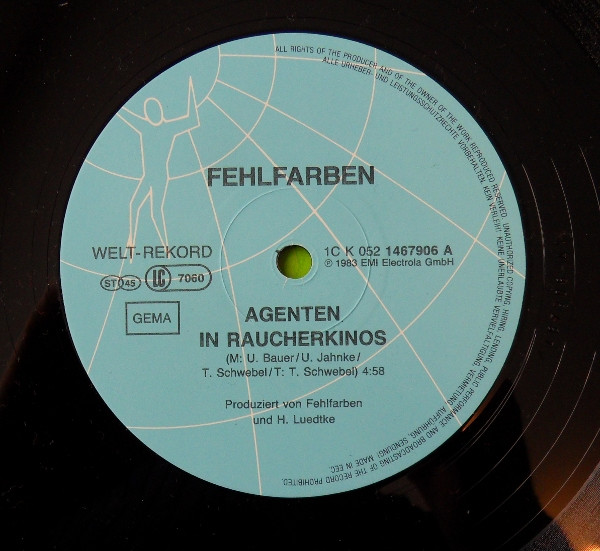 ALL RIGHTS OF THE PRODUCER AND OF THE OWNER OF THE WORK REPRODUCED RESERVED. UNAUTHORIZED COPYING, HIRING, LENDING, PUBLIC PERFORMANCE AND BROADCASTING OF THE RECORD PROHIBITED.
ALLE URHEBER- UND LEISTUNGSSCHUTZRECHTE VORBEHALTEN. KEIN VERLEIH! KEINE UNERLAUBTE VERVIELFÄLTIGUNG, VERMIETUNG, AUFFÜHRUNG, SENDUNG! MADE IN EEC.
FEHLFARBEN
WELT-REKORD
1C K 052 1467906 A
ST045 LC 7060
℗ 1983 EMI Electrola GmbH
GEMA
AGENTEN
IN RAUCHERKINOS
(M: U. Bauer/U. Jahnke/
T. Schwebel/T: T. Schwebel) 4:58
Produziert von Fehlfarben
und H. Luedtke